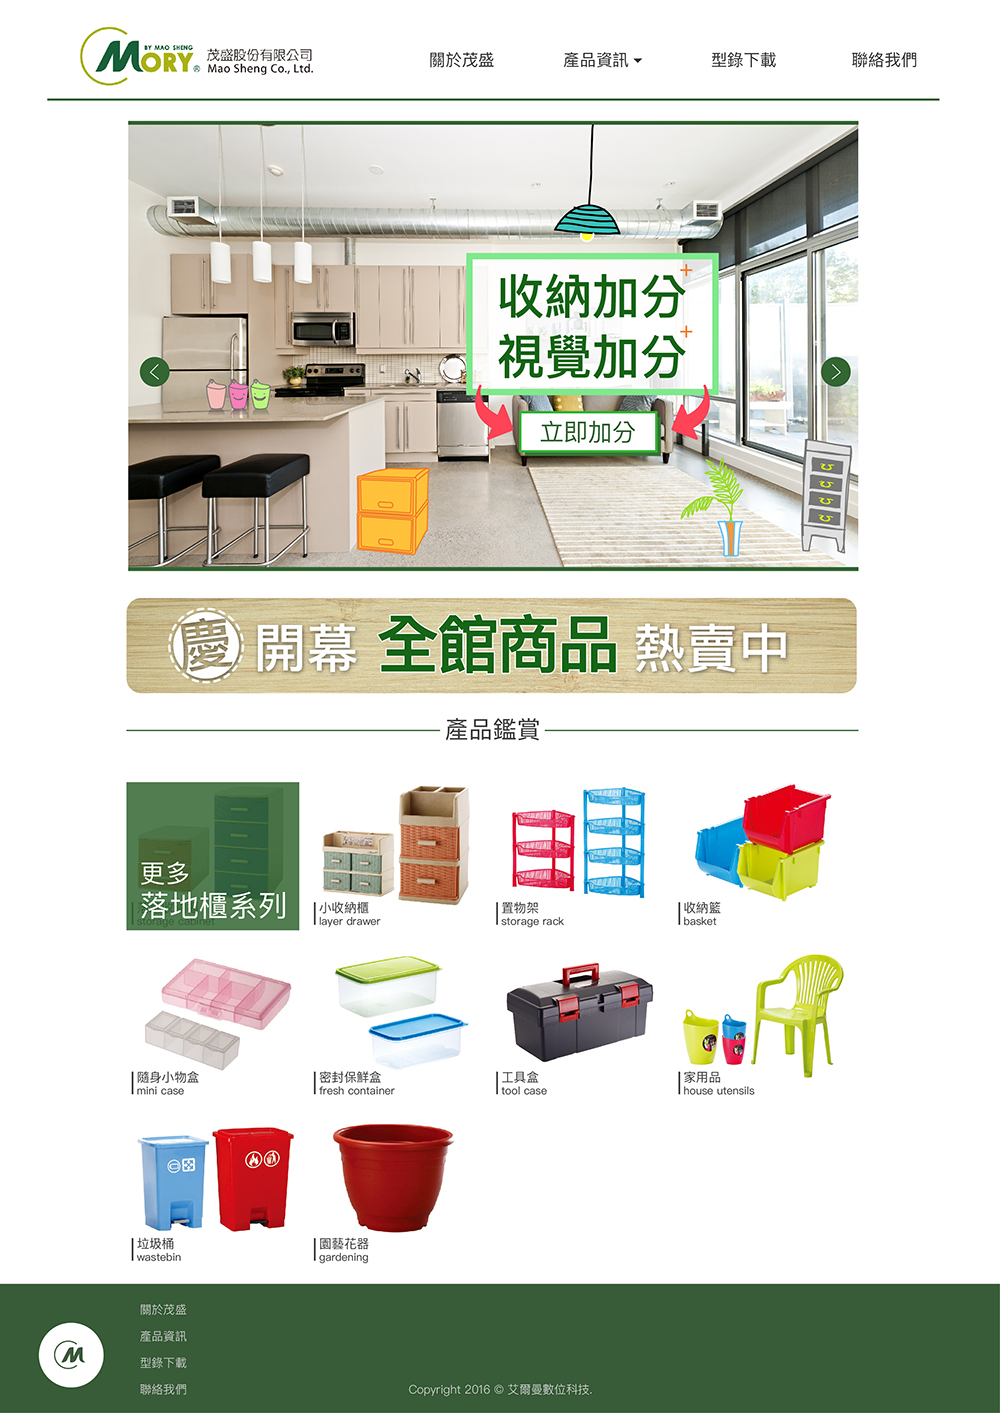 BY MAO SHENG
MORY®
茂盛股份有限公司
Mao Sheng Co., Ltd.
關於茂盛
產品資訊
型錄下載
聯絡我們
收納加分+
視覺加分+
立即加分
慶 開幕 全館商品 熱賣中
產品鑑賞
更多
落地櫃系列
storage cabinet
小收納櫃
layer drawer
置物架
storage rack
收納籃
basket
隨身小物盒
mini case
密封保鮮盒
fresh container
工具盒
tool case
家用品
house utensils
垃圾桶
wastebin
園藝花器
gardening
關於茂盛
產品資訊
型錄下載
聯絡我們
M
Copyright 2016 © 艾爾曼數位科技.